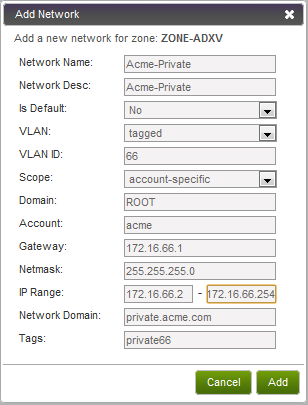 Add Network
Add a new network for zone: ZONE-ADXV
Network Name: Acme-Private
Network Desc: Acme-Private
Is Default: No
VLAN: tagged
VLAN ID: 66
Scope: account-specific
Domain: ROOT
Account: acme
Gateway: 172.16.66.1
Netmask: 255.255.255.0
IP Range: 172.16.66.2 - 172.16.66.254
Network Domain: private.acme.com
Tags: private66
Cancel Add